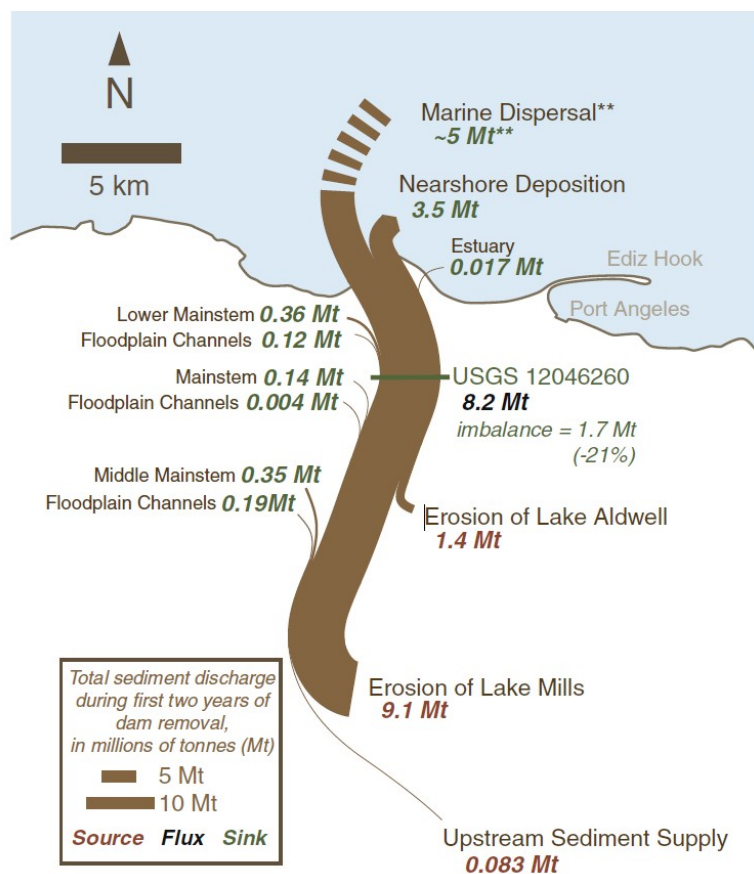 N
5 km
Marine Dispersal**
~5 Mt**
Nearshore Deposition
3.5 Mt
Estuary
0.017 Mt
Ediz Hook
Port Angeles
Lower Mainstem 0.36 Mt
Floodplain Channels 0.12 Mt
Mainstem 0.14 Mt
Floodplain Channels 0.004 Mt
USGS 12046260
8.2 Mt
imbalance = 1.7 Mt
(-21%)
Middle Mainstem 0.35 Mt
Floodplain Channels 0.19Mt
Erosion of Lake Aldwell
1.4 Mt
Erosion of Lake Mills
9.1 Mt
Total sediment discharge
during first two years of
dam removal,
in millions of tonnes (Mt)
5 Mt
10 Mt
Source Flux Sink
Upstream Sediment Supply
0.083 Mt